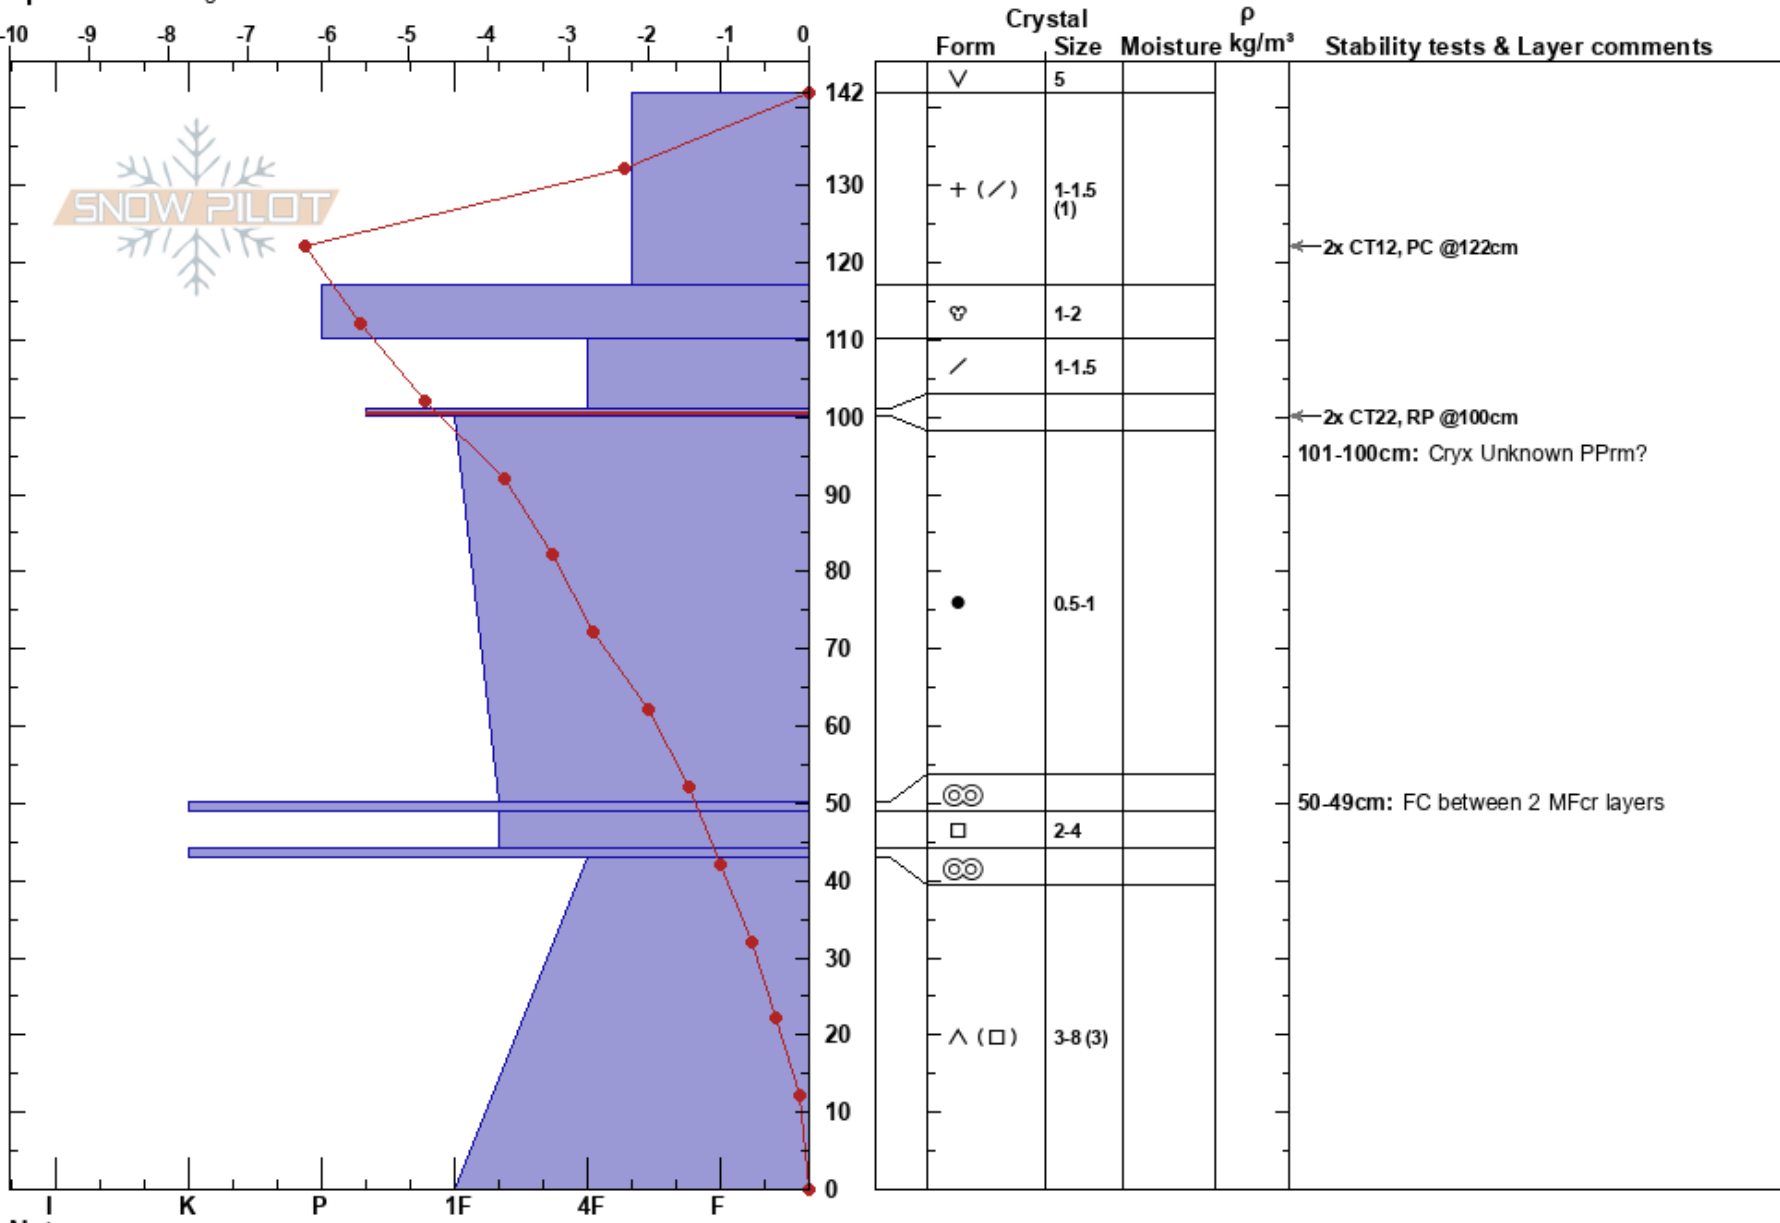 Crystal ρ
-10 -9 -8 -7 -6 -5 -4 -3 -2 -1 0 Form Size Moisture kg/m³ Stability tests & Layer comments
142 5
SNOW PILOT
130 + (/) 1-1.5
(1)
2x CT12, PC @122cm
120
1-2
110
/ 1-1.5
100 2x CT22, RP @100cm
101-100cm: Cryx Unknown PPrm?
90
80
0.5-1
70
60
50 50-49cm: FC between 2 MFcr layers
2-4
40
30
20 3-8 (3)
10
0
I K P 1F 4F F